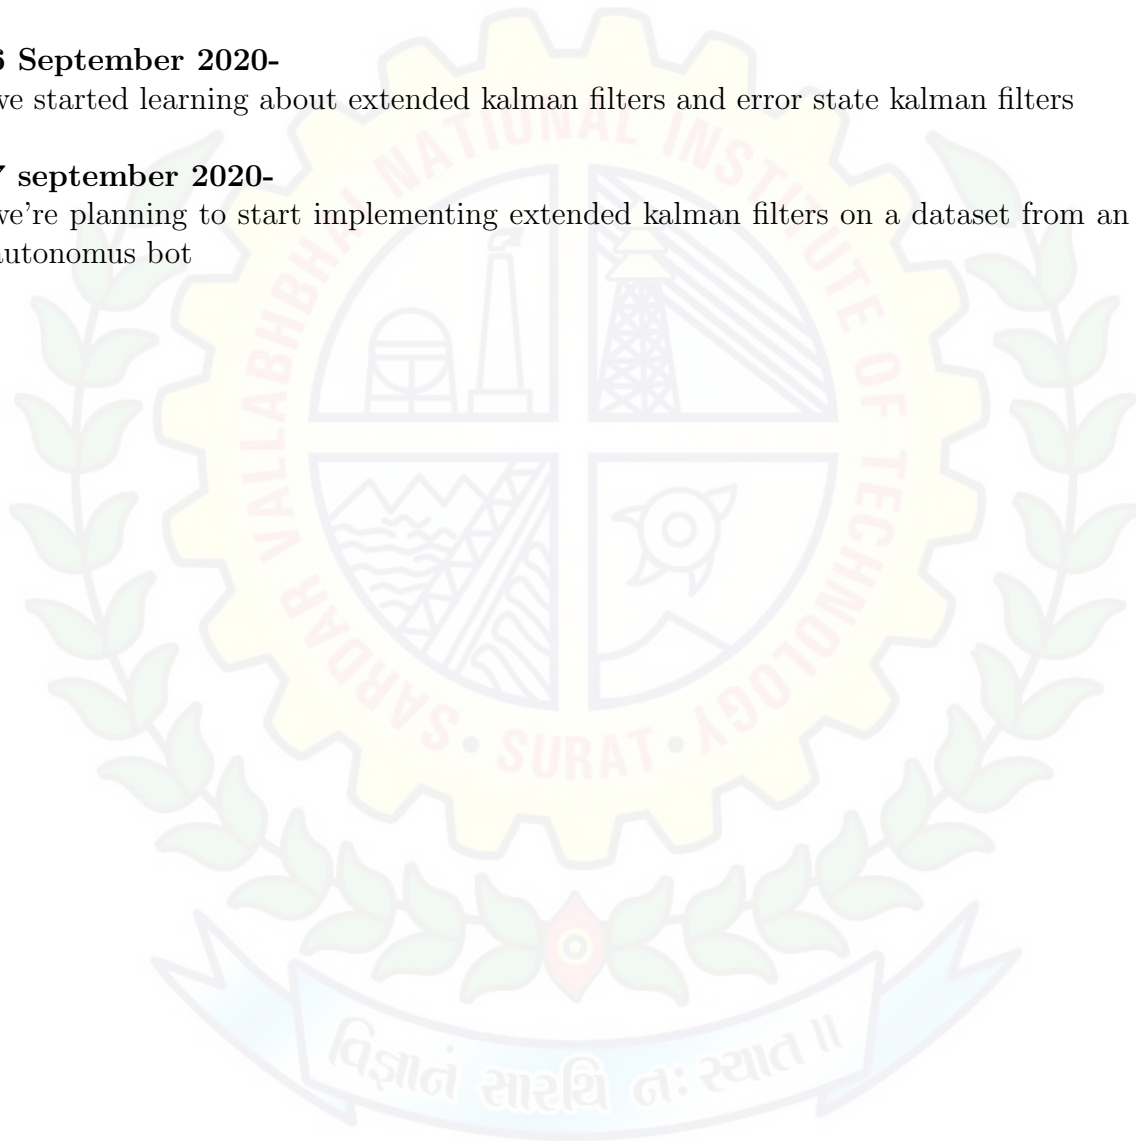 6 September 2020-
we started learning about extended kalman filters and error state kalman filters
7 september 2020-
we're planning to start implementing extended kalman filters on a dataset from an
autonomus bot
SARDAR VALLABHBHAI NATIONAL INSTITUTE OF TECHNOLOGY
• SURAT •
વિજ્ઞાનં સારથિ નઃ સ્યાત ॥